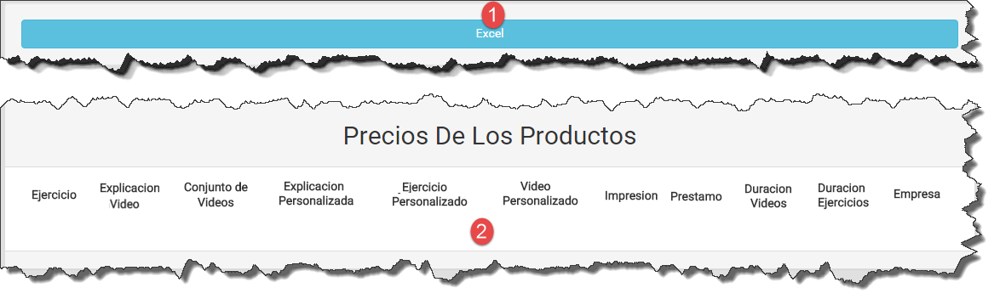 1
Excel
Precios De Los Productos
Ejercicio
Explicacion
Video
Conjunto de
Videos
Explicacion
Personalizada
_Ejercicio
Personalizado
Video
Personalizado
Impresion
Prestamo
Duracion
Videos
Duracion
Ejercicios
Empresa
2